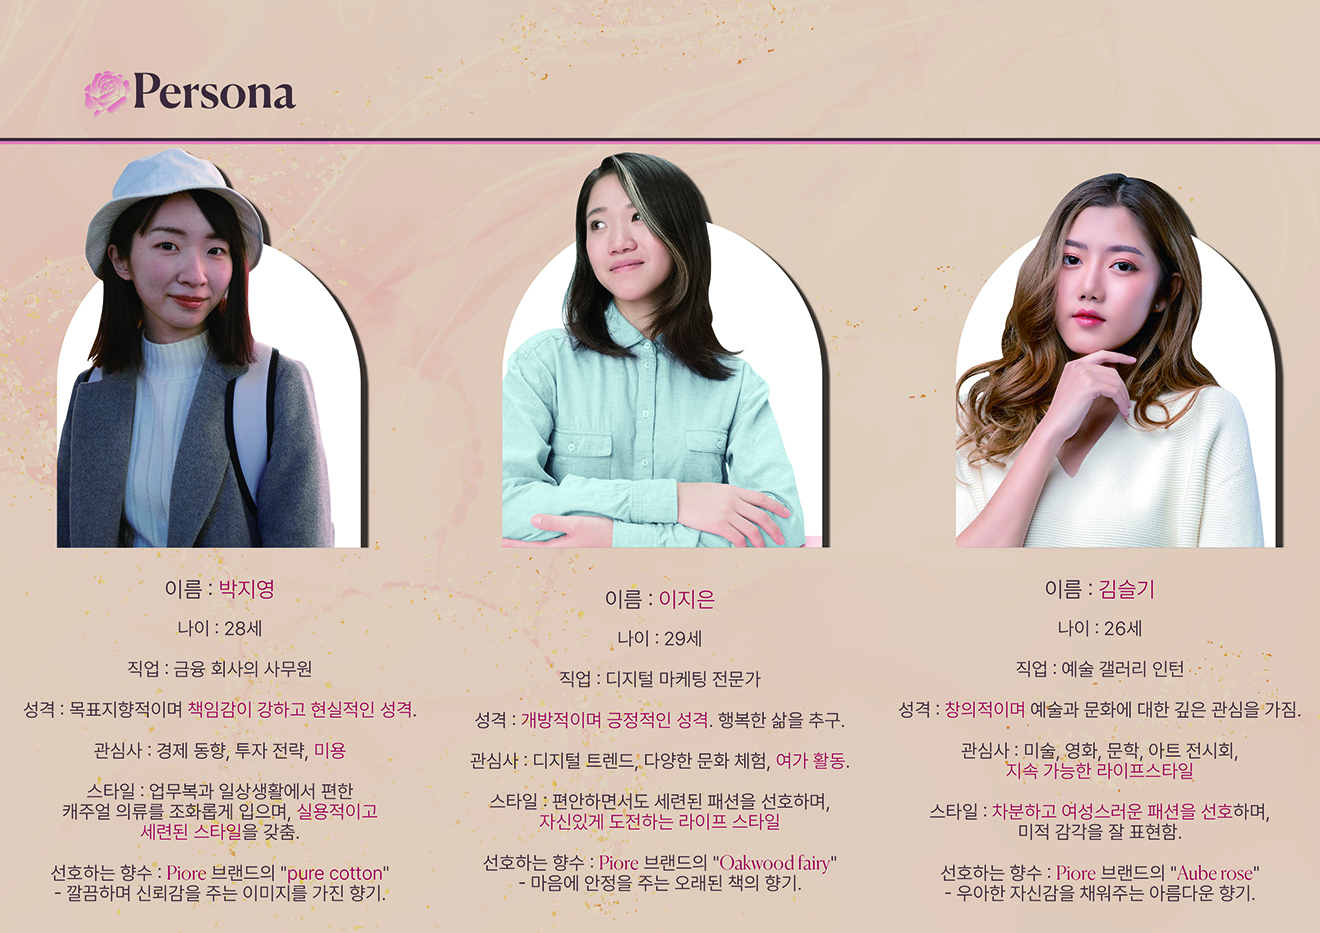 Persona
이름 : 박지영
나이 : 28세
직업 : 금융 회사의 사무원
성격 : 목표지향적이며 책임감이 강하고 현실적인 성격.
관심사 : 경제 동향, 투자 전략, 미용
스타일 : 업무복과 일상생활에서 편한
캐주얼 의류를 조화롭게 입으며, 실용적이고
세련된 스타일을 갖춤.
선호하는 향수 : Piore 브랜드의 "pure cotton"
- 깔끔하며 신뢰감을 주는 이미지를 가진 향기.
이름 : 이지은
나이 : 29세
직업 : 디지털 마케팅 전문가
성격 : 개방적이며 긍정적인 성격. 행복한 삶을 추구.
관심사 : 디지털 트렌드, 다양한 문화 체험, 여가 활동.
스타일 : 편안하면서도 세련된 패션을 선호하며,
자신있게 도전하는 라이프 스타일
선호하는 향수 : Piore 브랜드의 "Oakwood fairy"
- 마음에 안정을 주는 오래된 책의 향기.
이름 : 김슬기
나이 : 26세
직업 : 예술 갤러리 인턴
성격 : 창의적이며 예술과 문화에 대한 깊은 관심을 가짐.
관심사 : 미술, 영화, 문학, 아트 전시회,
지속 가능한 라이프스타일
스타일 : 차분하고 여성스러운 패션을 선호하며,
미적 감각을 잘 표현함.
선호하는 향수 : Piore 브랜드의 "Aube rose"
- 우아한 자신감을 채워주는 아름다운 향기.